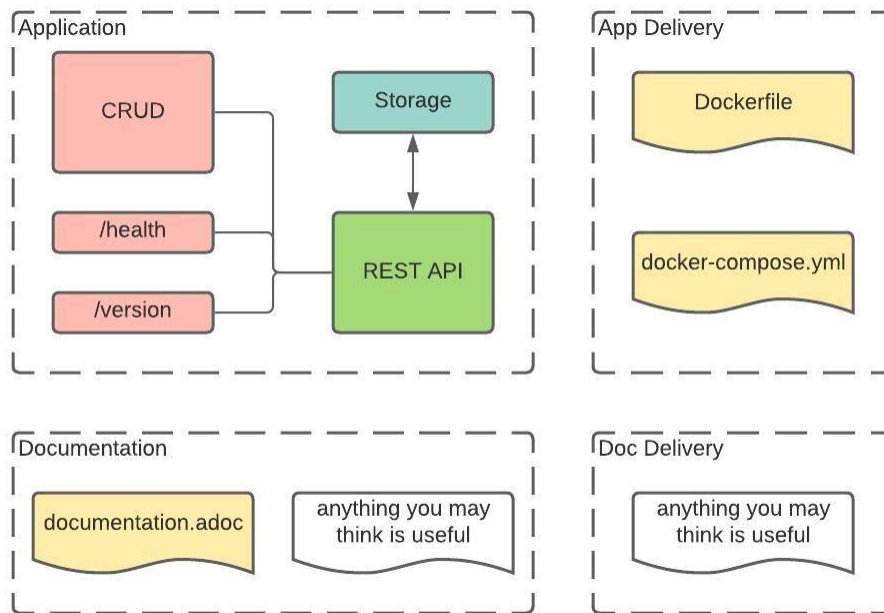 Application
CRUD
/health
/version
Storage
REST API
App Delivery
Dockerfile
docker-compose.yml
Documentation
documentation.adoc
anything you may
think is useful
Doc Delivery
anything you may
think is useful